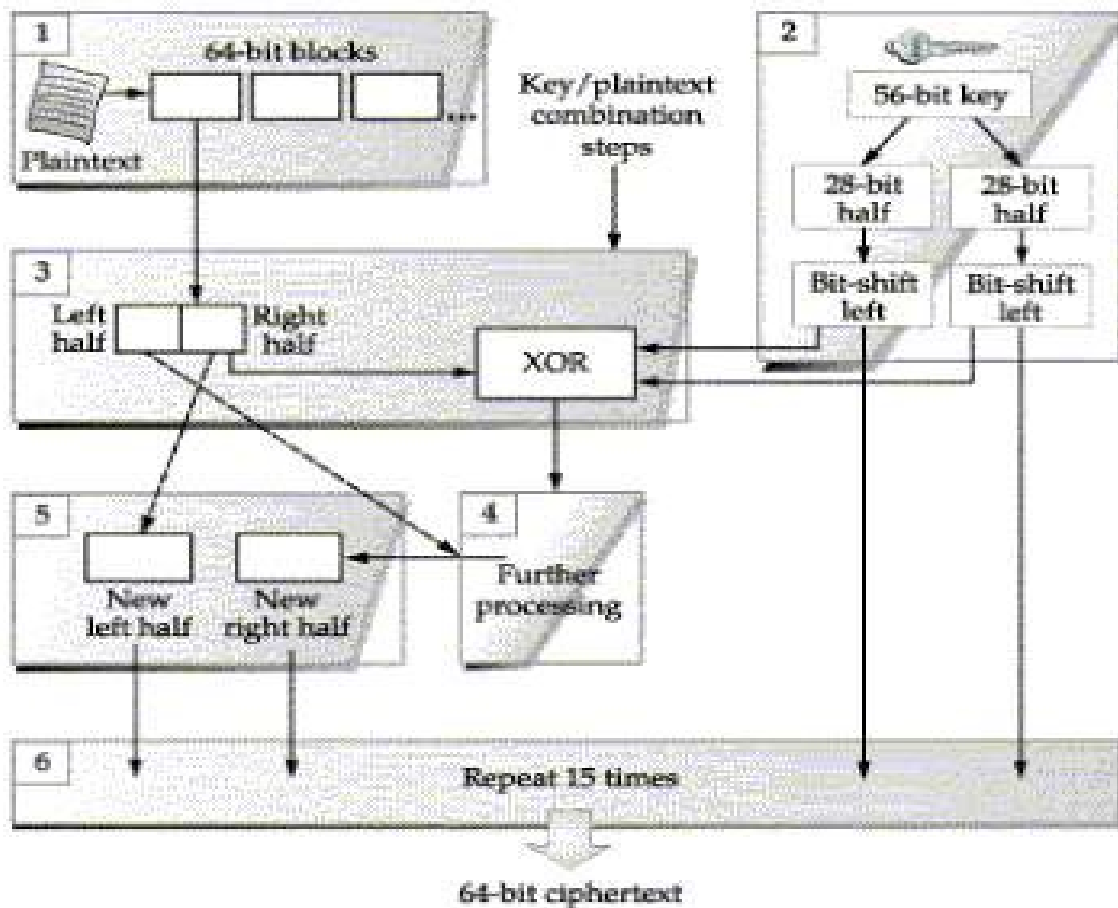 1
64-bit blocks
...
Plaintext
Key/plaintext
combination
steps
2
56-bit key
28-bit
half
28-bit
half
Bit-shift
left
Bit-shift
left
3
Left
half
Right
half
XOR
4
Further
processing
5
New
left half
New
right half
6
Repeat 15 times
64-bit ciphertext